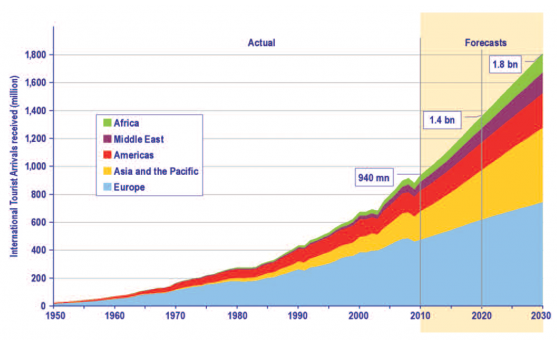 Actual
Forecasts
International Tourist Arrivals received (million)
1,800
1,600
1,400
1,200
1,000
800
600
400
200
0
Africa
Middle East
Americas
Asia and the Pacific
Europe
940 mn
1.4 bn
1.8 bn
1950 1960 1970 1980 1990 2000 2010 2020 2030